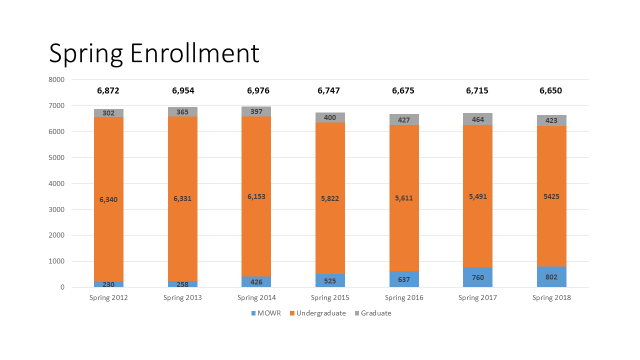 Spring Enrollment
8000
6,872 6,954 6,976 6,747 6,675 6,715 6,650
7000
302 365 397 400 427 464 423
6000
5000
4000
6,340 6,331 6,153 5,822 5,611 5,491 5425
3000
2000
1000
230 258 426 525 637 760 802
0
Spring 2012 Spring 2013 Spring 2014 Spring 2015 Spring 2016 Spring 2017 Spring 2018
MOWR Undergraduate Graduate